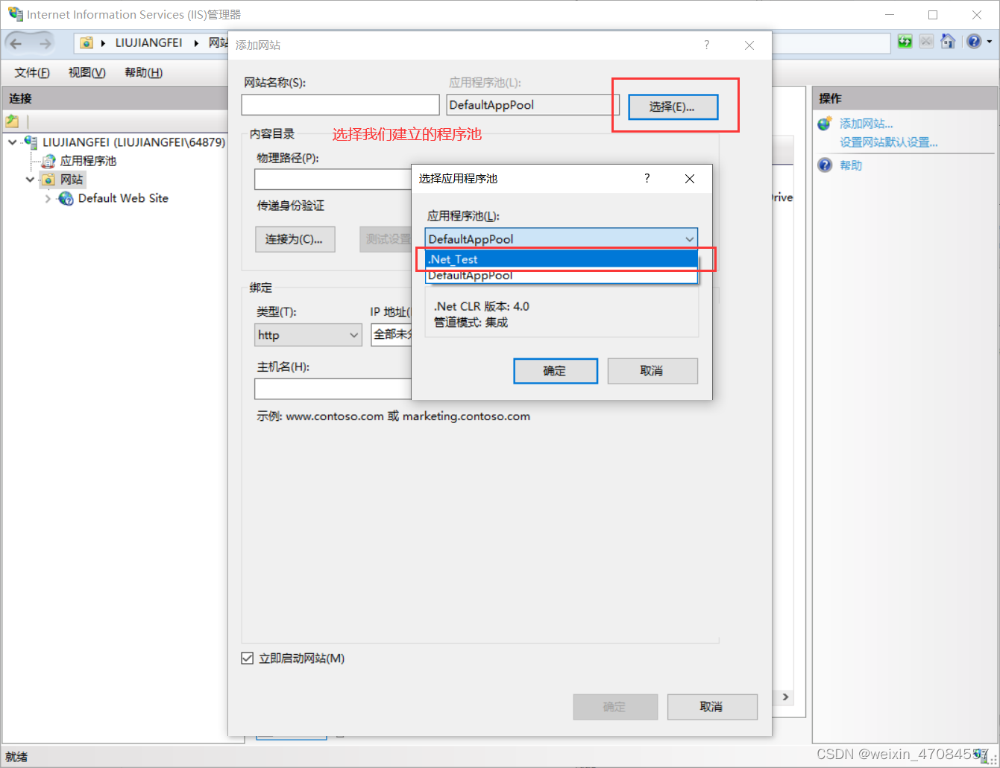 Internet Information Services (IIS)管理器
LIUJIANGFEI
网站
文件(F)
视图(V)
帮助(H)
连接
LIUJIANGFEI (LIUJIANGFEI\64879)
应用程序池
网站
Default Web Site
添加网站
?
网站名称(S):
应用程序池(L):
DefaultAppPool
选择(E)...
选择我们建立的程序池
内容目录
物理路径(P):
传递身份验证
连接为(C)...
测试设置
绑定
类型(T):
IP 地址(
http
全部未分
主机名(H):
示例: www.contoso.com 或 marketing.contoso.com
立即启动网站(M)
确定
取消
选择应用程序池
?
应用程序池(L):
DefaultAppPool
.Net_Test
DefaultAppPool
.Net CLR 版本: 4.0
管道模式: 集成
确定
取消
Drive
操作
添加网站...
设置网站默认设置...
帮助
就绪
CSDN @weixin_47084557